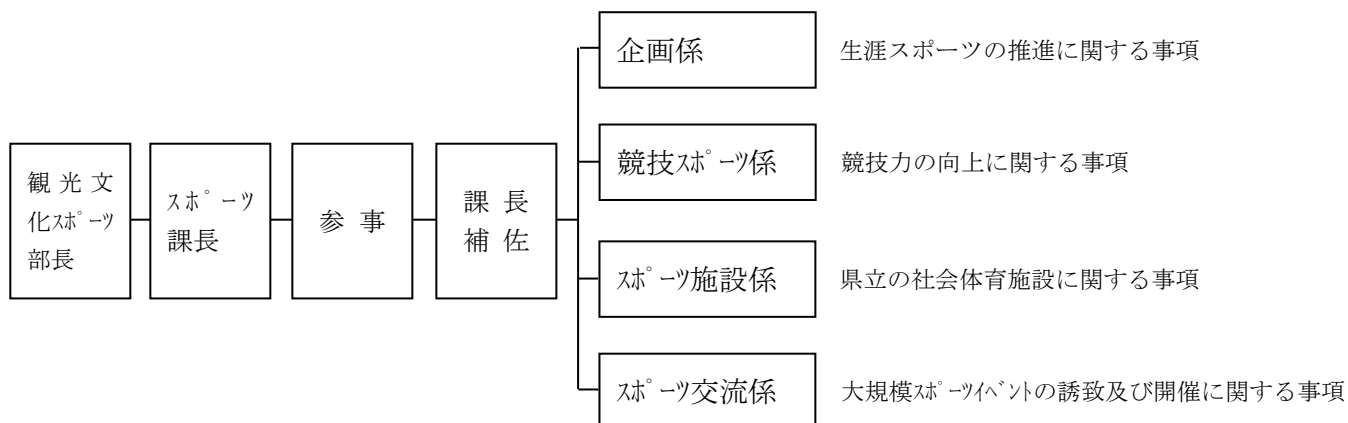 企画係
生涯スポーツの推進に関する事項
競技ｽﾎﾟｰﾂ係
競技力の向上に関する事項
観光文
化ｽﾎﾟｰﾂ
部長
ｽﾎﾟｰﾂ
課長
参事
課長
補佐
ｽﾎﾟｰﾂ施設係
県立の社会体育施設に関する事項
ｽﾎﾟｰﾂ交流係
大規模ｽﾎﾟｰﾂｲﾍﾞﾝﾄの誘致及び開催に関する事項